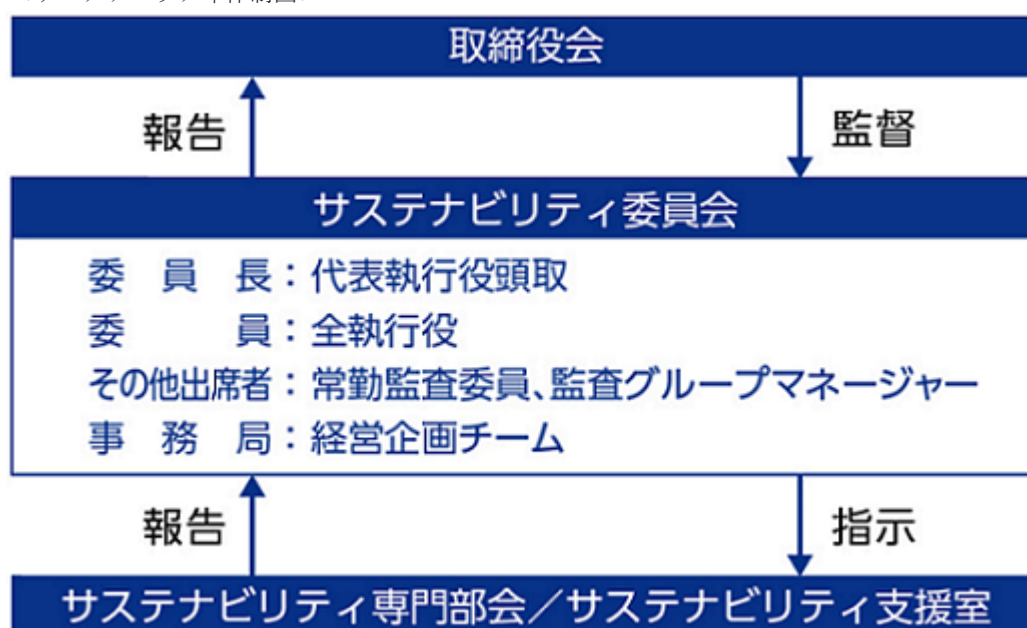 取締役会
報告
監督
サステナビリティ委員会
委員長：代表執行役頭取
委員：全執行役
その他出席者：常勤監査委員、監査グループマネージャー
事務局：経営企画チーム
報告
指示
サステナビリティ専門部会／サステナビリティ支援室